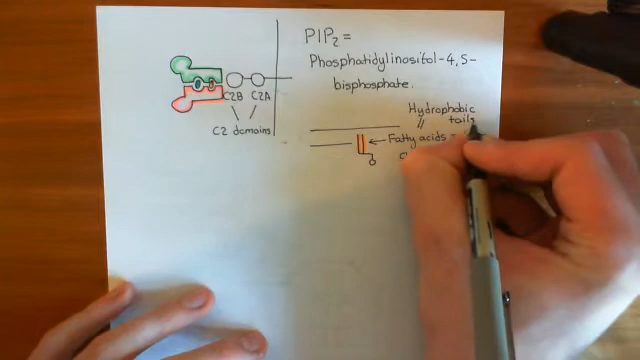 PIP2 =
Phosphatidylinositol-4,5-
bisphosphate.
C2B C2A
C2 domains
Hydrophobic
tails
Fatty acids =